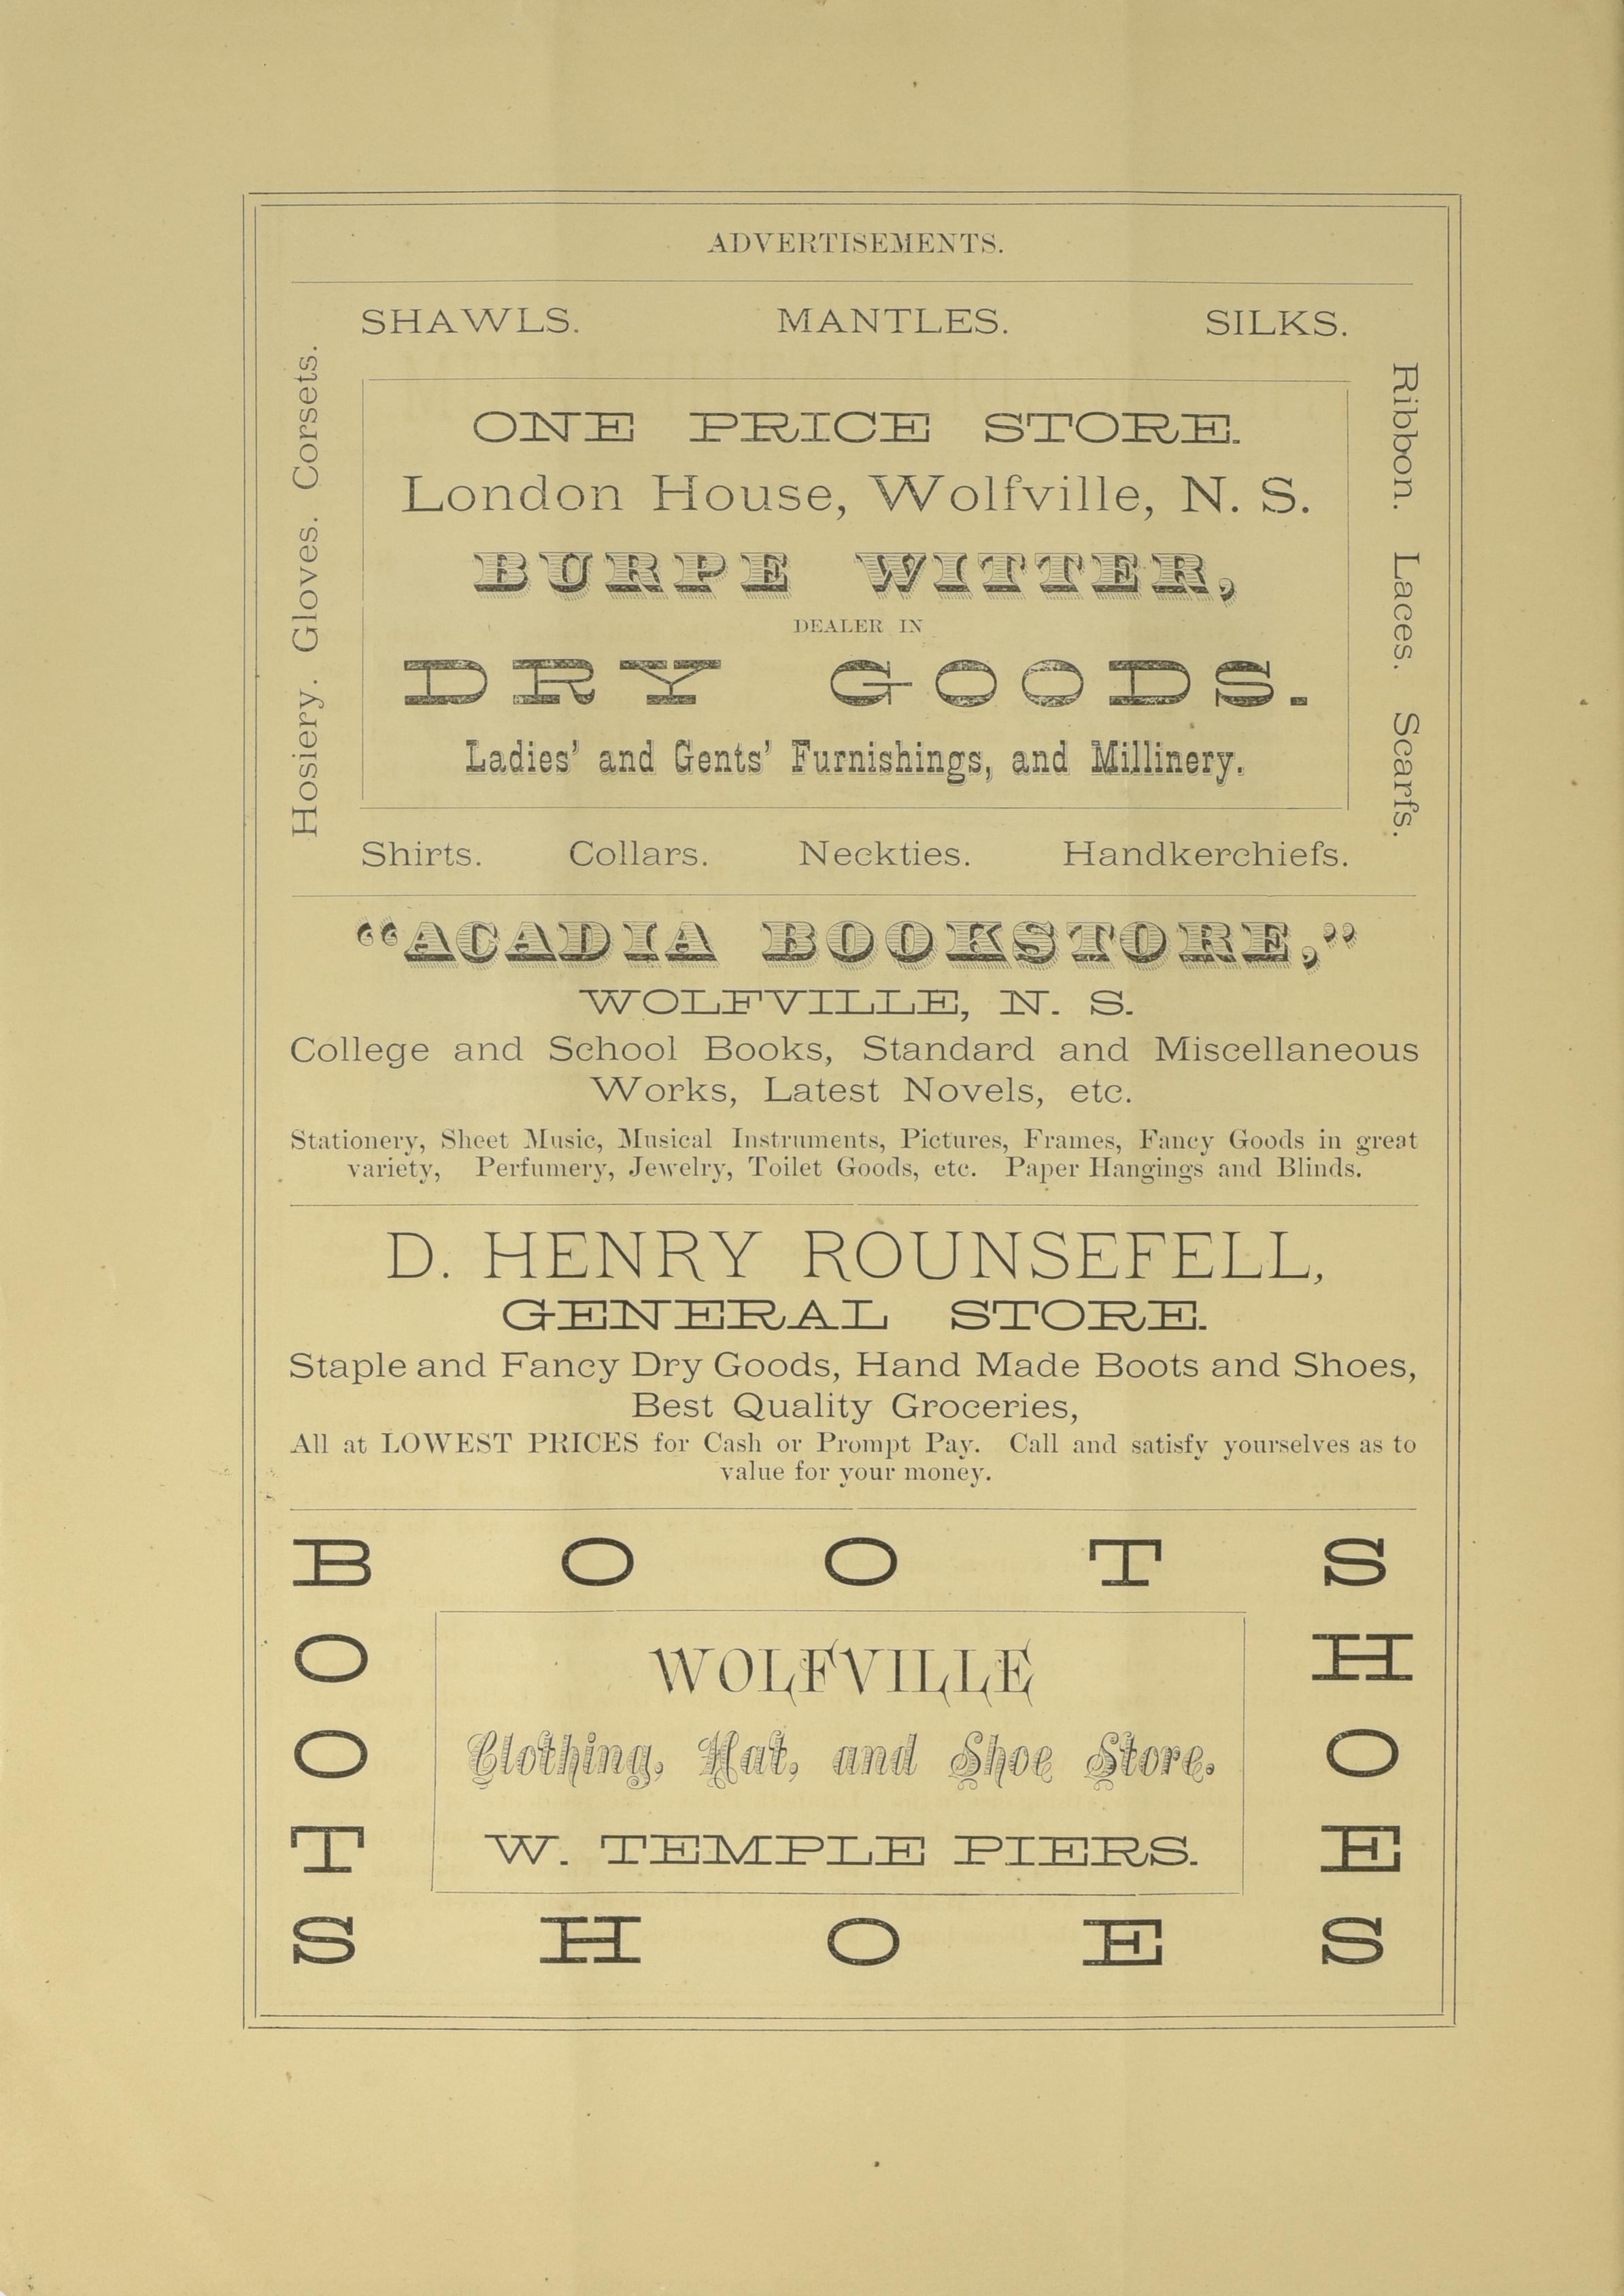 ADVERTISEMENTS.
SHAWLS. MANTLES. SILKS.
Hosiery. Gloves. Corsets.
ONE PRICE STORE.
London House, Wolfville, N. S.
BURPE WITTER,
DEALER IN
DRY GOODS.
Ladies' and Gents' Furnishings, and Millinery.
Ribbon. Laces. Scarfs.
Shirts. Collars. Neckties. Handkerchiefs.
“ACADIA BOOKSTORE,”
WOLFVILLE, N. S.
College and School Books, Standard and Miscellaneous
Works, Latest Novels, etc.
Stationery, Sheet Music, Musical Instruments, Pictures, Frames, Fancy Goods in great
variety, Perfumery, Jewelry, Toilet Goods, etc. Paper Hangings and Blinds.
D. HENRY ROUNSEFELL,
GENERAL STORE.
Staple and Fancy Dry Goods, Hand Made Boots and Shoes,
Best Quality Groceries,
All at LOWEST PRICES for Cash or Prompt Pay. Call and satisfy yourselves as to
value for your money.
BOOTS
BOOTS
WOLFVILLE
Clothing, Hat, and Shoe Store.
W. TEMPLE PIERS.
SHOES
SHOES